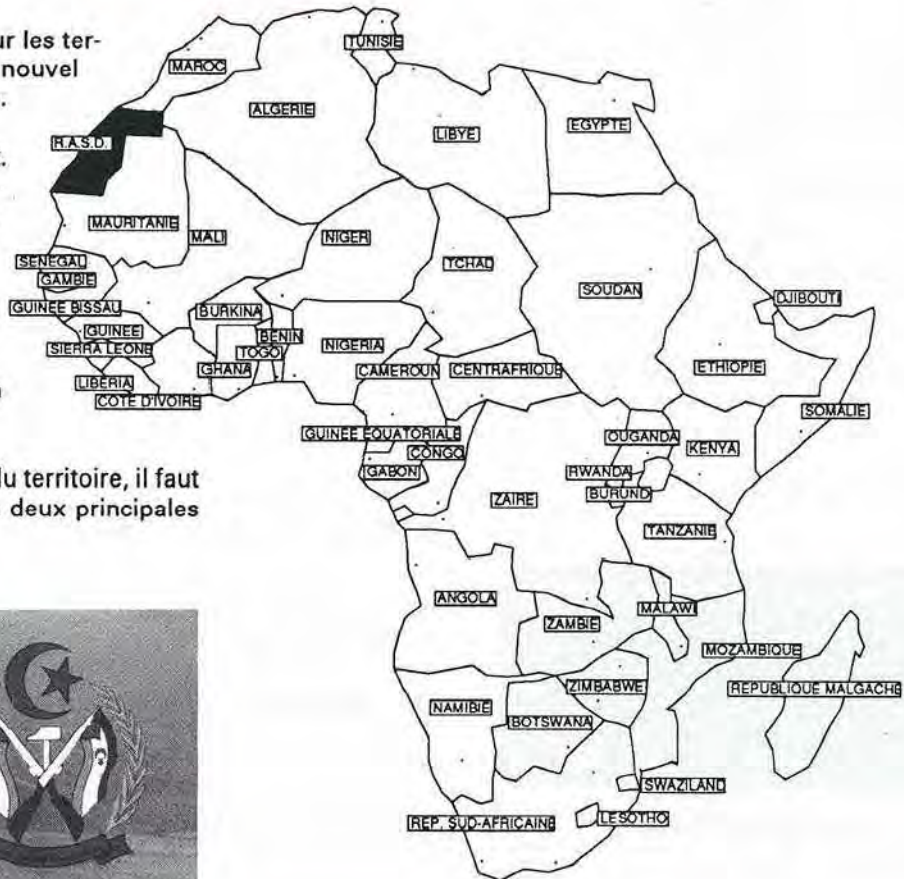 ur les ter-
nouvel
TUNISIE
MAROC
ALGERIE
LIBYE
EGYPTE
R.A.S.D.
MAURITANIE
MALI
NIGER
TCHAD
SOUDAN
DJIBOUTI
SENEGAL
GAMBIE
GUINEE BISSAU
BURKINA
GUINEE
BENIN
NIGERIA
SIERRA LEONE
TOGO
GHANA
CAMEROUN
CENTRAFRIQUE
ETHIOPIE
LIBERIA
COTE D'IVOIRE
SOMALIE
GUINEE EQUATORIALE
OUGANDA
KENYA
CONGO
GABON
RWANDA
du territoire, il faut
BURUND
ZAIRE
deux principales
TANZANIE
ANGOLA
MALAWI
ZAMBIE
MOZAMBIQUE
ZIMBABWE
REPUBLIQUE MALGACHE
NAMIBIE
BOTSWANA
SWAZILAND
REP. SUD-AFRICAINE
LESOTHO